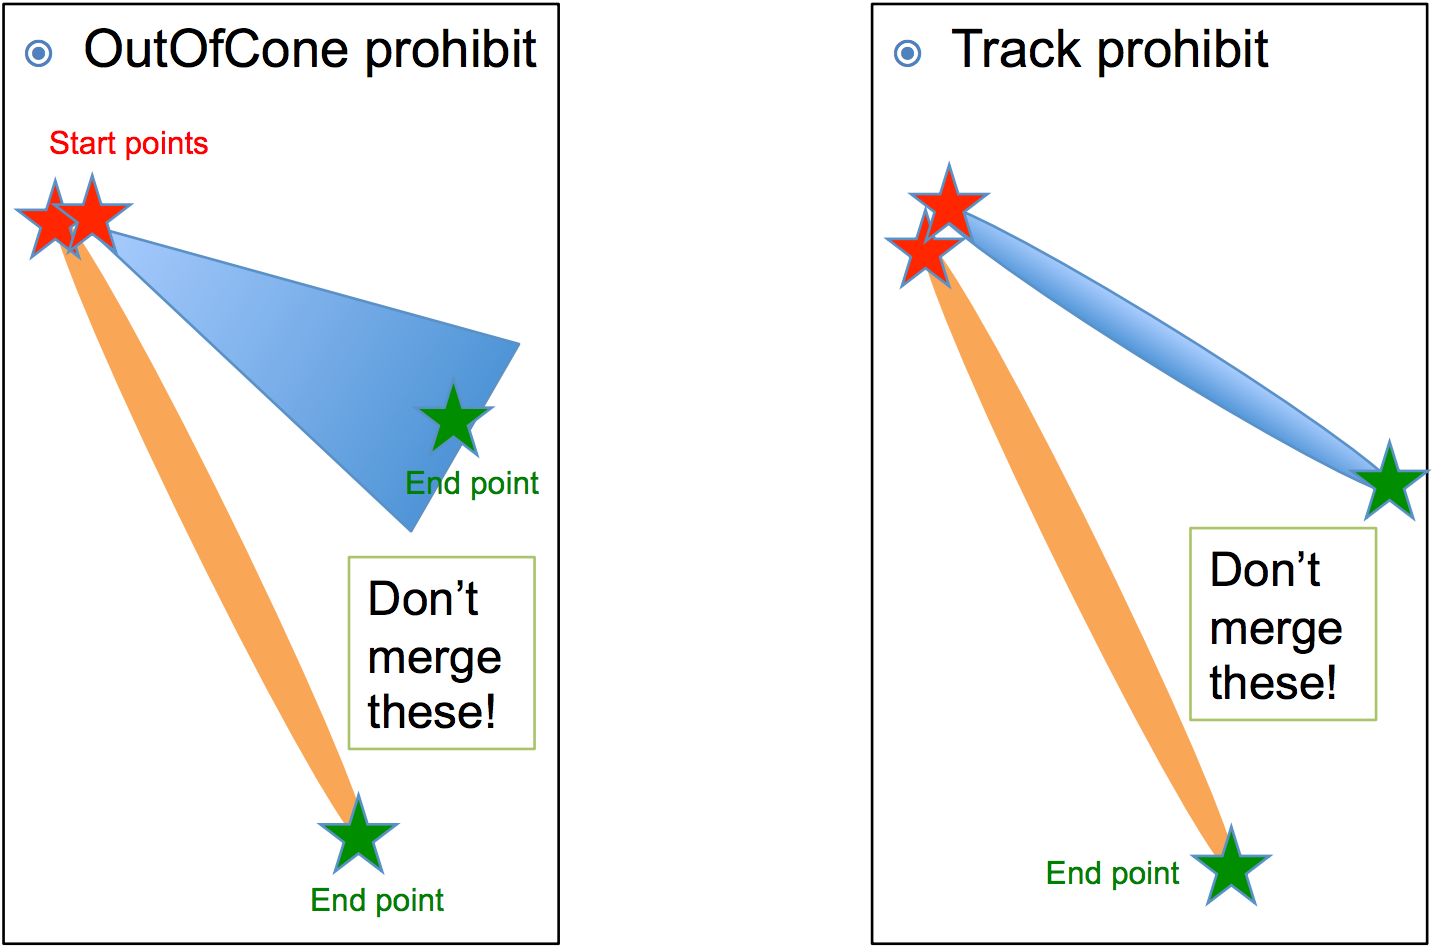 OutOfCone prohibit
Start points
End point
Don’t
merge
these!
End point
Track prohibit
Don’t
merge
these!
End point